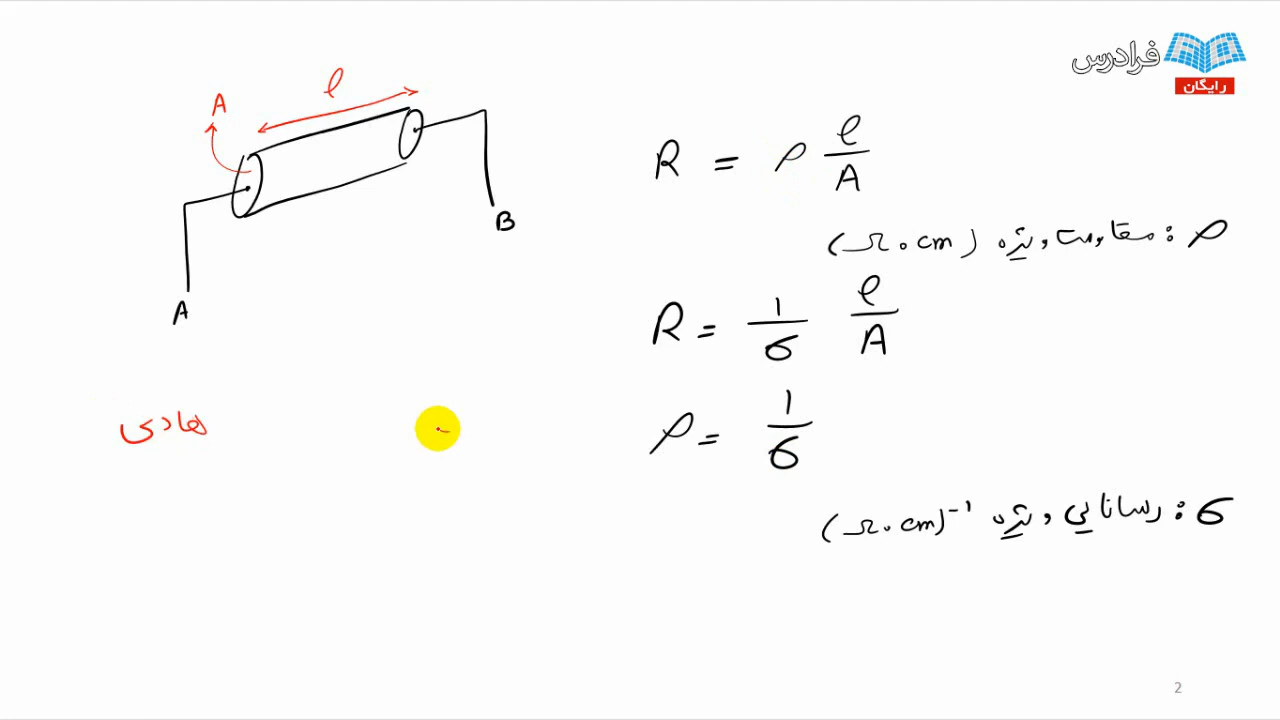 فرادرس
رایگان
l
A
A
B
R = ρ l/A
ρ : مقاومت ویژه (Ω.cm)
R = 1/σ l/A
ρ = 1/σ
σ : رسانایی ویژه (Ω.cm)⁻¹
هادی
2